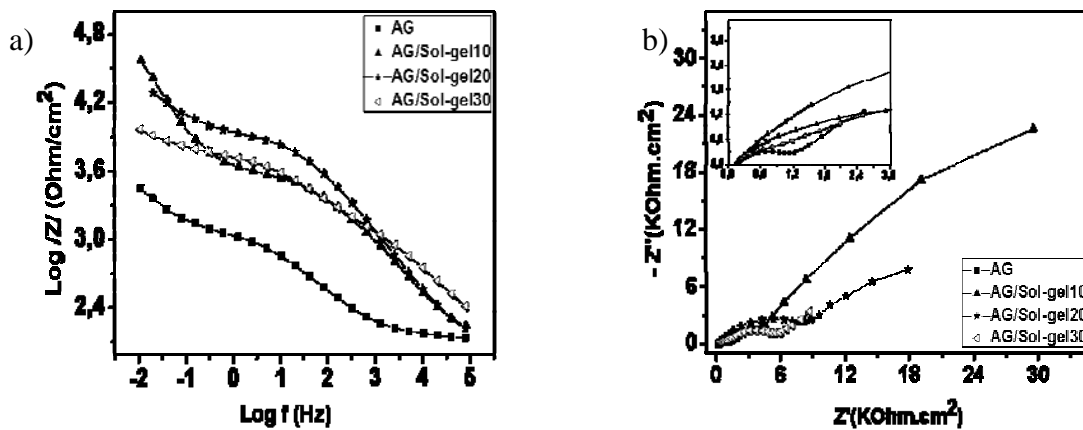 a)
4,8
4,2
3,6
3,0
2,4
Log /Z/ (Ohm/cm²)
-2 -1 0 1 2 3 4 5
Log f (Hz)
AG
AG/Sol-gel10
AG/Sol-gel20
AG/Sol-gel30
b)
30
24
18
12
6
0
- Z''(KOhm.cm²)
0 6 12 18 24 30 36
Z'(KOhm.cm²)
AG
AG/Sol-gel10
AG/Sol-gel20
AG/Sol-gel30